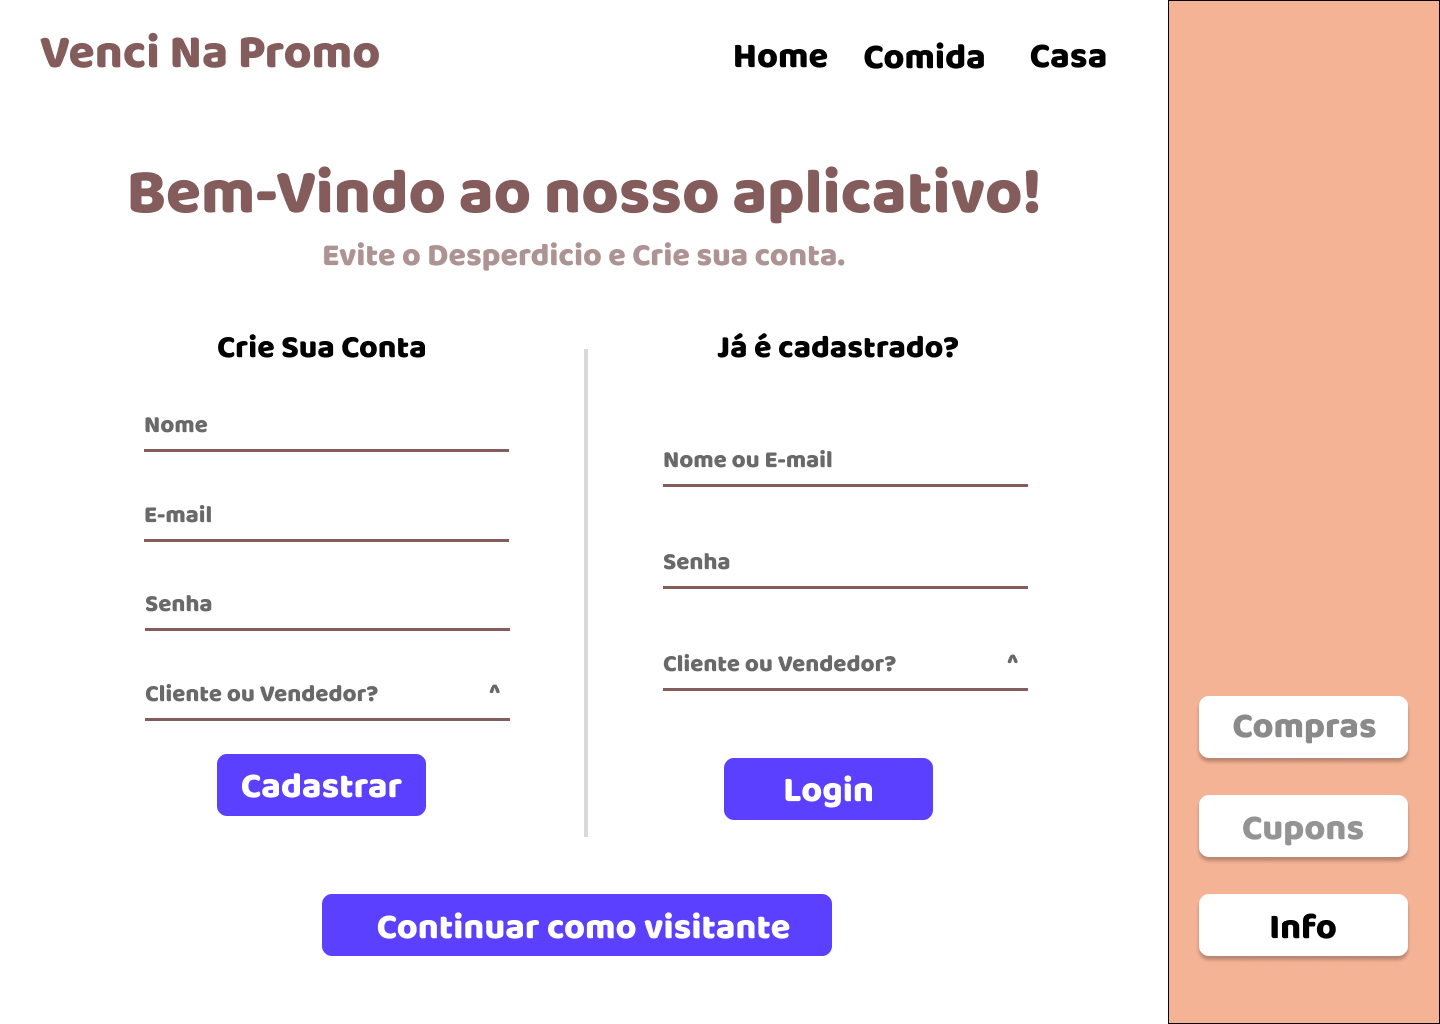 Venci Na Promo
Home Comida Casa
Bem-Vindo ao nosso aplicativo!
Evite o Desperdicio e Crie sua conta.
Crie Sua Conta
Nome
E-mail
Senha
Cliente ou Vendedor? ^
Cadastrar
Já é cadastrado?
Nome ou E-mail
Senha
Cliente ou Vendedor? ^
Login
Continuar como visitante
Compras
Cupons
Info